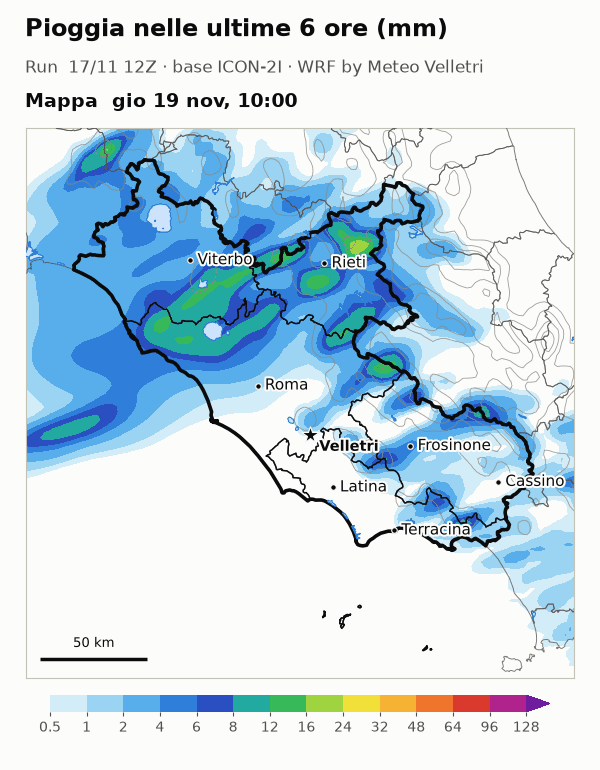 Pioggia nelle ultime 6 ore (mm)
Run  17/11 12Z · base ICON-2I · WRF by Meteo Velletri
Mappa  gio 19 nov, 10:00
Viterbo
Rieti
Roma
Velletri
Frosinone
Cassino
Latina
Terracina
50 km
0.5 1 2 4 6 8 12 16 24 32 48 64 96 128